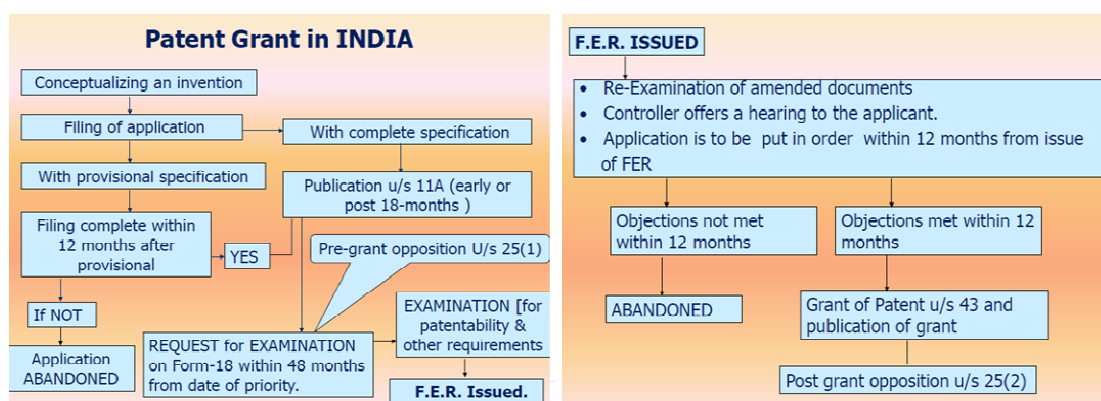 Patent Grant in INDIA
Conceptualizing an invention
Filing of application
With complete specification
With provisional specification
Publication u/s 11A (early or
post 18-months )
Filing complete within
12 months after
provisional
YES
Pre-grant opposition U/s 25(1)
If NOT
Application
ABANDONED
REQUEST for EXAMINATION
on Form-18 within 48 months
from date of priority.
EXAMINATION [for
patentability &
other requirements
F.E.R. Issued.
F.E.R. ISSUED
• Re-Examination of amended documents
• Controller offers a hearing to the applicant.
• Application is to be put in order within 12 months from issue
of FER
Objections not met
within 12 months
Objections met within 12
months
ABANDONED
Grant of Patent u/s 43 and
publication of grant
Post grant opposition u/s 25(2)